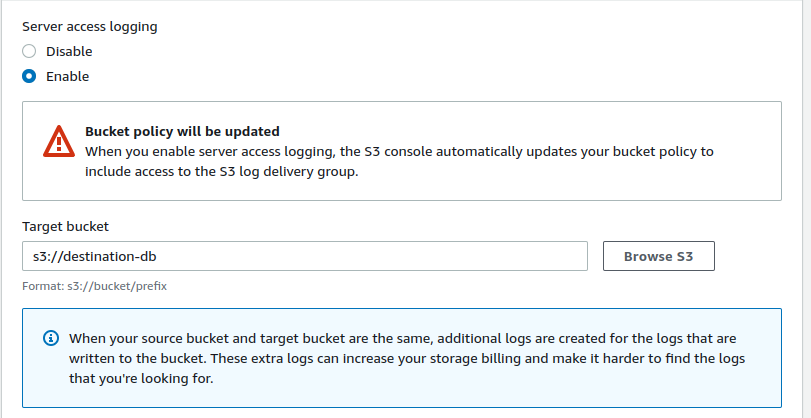 Server access logging
Disable
Enable
Bucket policy will be updated
When you enable server access logging, the S3 console automatically updates your bucket policy to
include access to the S3 log delivery group.
Target bucket
s3://destination-db
Browse S3
Format: s3://bucket/prefix
When your source bucket and target bucket are the same, additional logs are created for the logs that are
written to the bucket. These extra logs can increase your storage billing and make it harder to find the logs
that you're looking for.